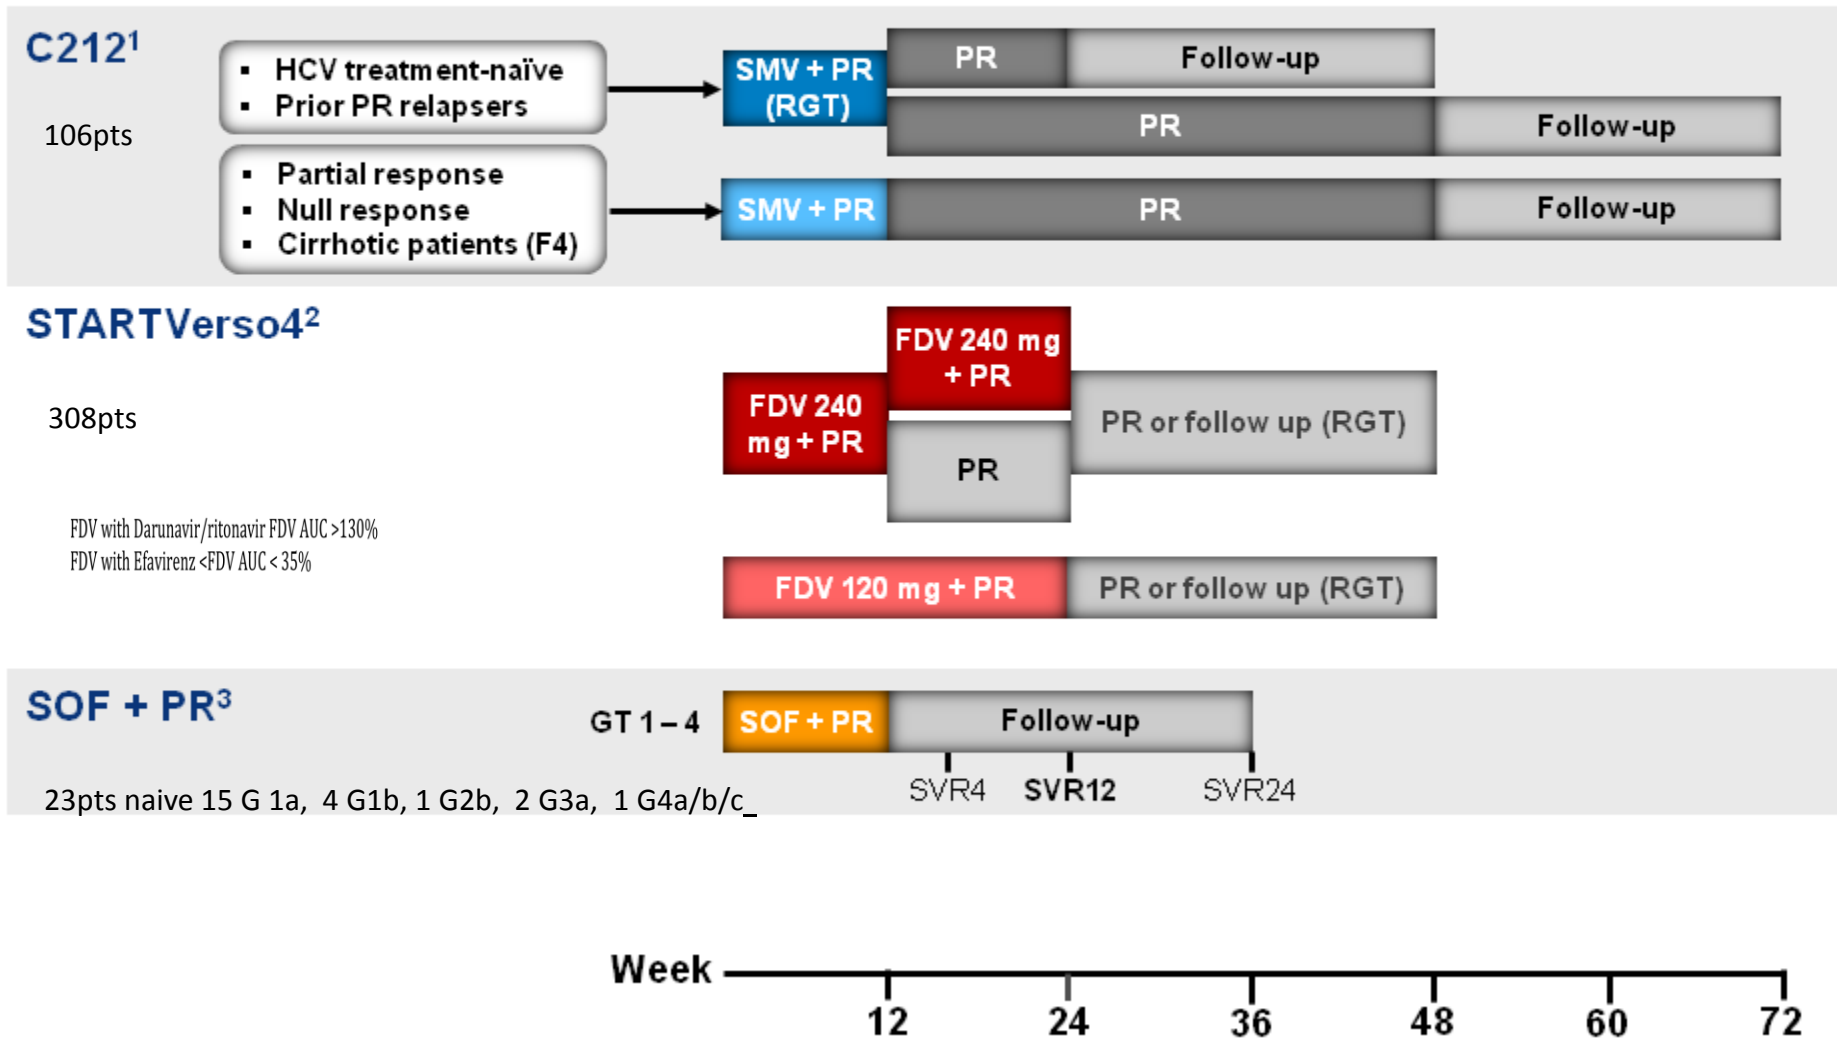 C212¹
106pts
▪ HCV treatment-naïve
▪ Prior PR relapsers
SMV + PR
(RGT)
PR
Follow-up
PR
Follow-up
▪ Partial response
▪ Null response
▪ Cirrhotic patients (F4)
SMV + PR
PR
Follow-up
STARTVerso4²
308pts
FDV 240
mg + PR
FDV 240 mg
+ PR
PR
PR or follow up (RGT)
FDV with Darunavir/ritonavir FDV AUC >130%
FDV with Efavirenz <FDV AUC < 35%
FDV 120 mg + PR
PR or follow up (RGT)
SOF + PR³
GT 1 – 4
SOF + PR
Follow-up
SVR4 SVR12 SVR24
23pts naive 15 G 1a, 4 G1b, 1 G2b, 2 G3a, 1 G4a/b/c_
Week
12 24 36 48 60 72